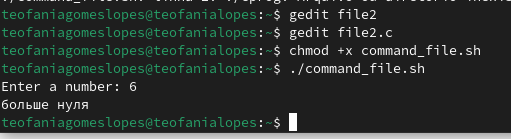 teofaniagomeslopes@teofanialopes:~$ gedit file2
teofaniagomeslopes@teofanialopes:~$ gedit file2.c
teofaniagomeslopes@teofanialopes:~$ chmod +x command_file.sh
teofaniagomeslopes@teofanialopes:~$ ./command_file.sh
Enter a number: 6
больше нуля
teofaniagomeslopes@teofanialopes:~$